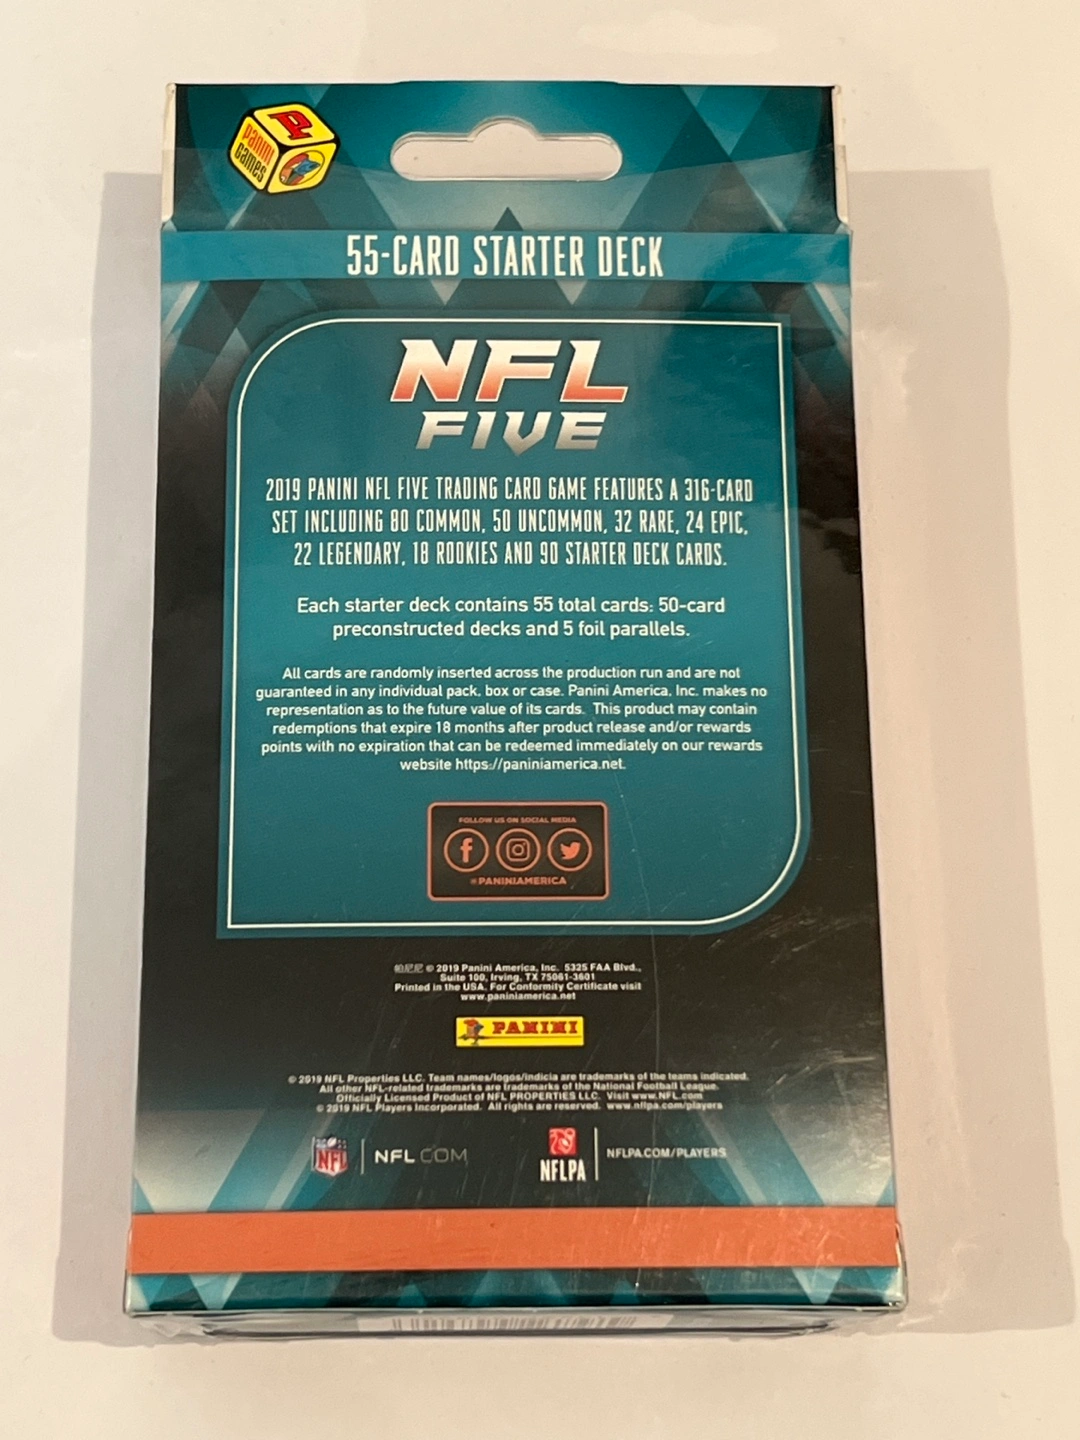 P
Panini
Games
55-CARD STARTER DECK
NFL
FIVE
2019 PANINI NFL FIVE TRADING CARD GAME FEATURES A 316-CARD
SET INCLUDING 80 COMMON, 50 UNCOMMON, 32 RARE, 24 EPIC,
22 LEGENDARY, 18 ROOKIES AND 90 STARTER DECK CARDS.
Each starter deck contains 55 total cards: 50-card
preconstructed decks and 5 foil parallels.
All cards are randomly inserted across the production run and are not
guaranteed in any individual pack, box or case. Panini America, Inc. makes no
representation as to the future value of its cards. This product may contain
redemptions that expire 18 months after product release and/or rewards
points with no expiration that can be redeemed immediately on our rewards
website https://paniniamerica.net.
FOLLOW US ON SOCIAL MEDIA
#PANINIAMERICA
帕尼尼 © 2019 Panini America, Inc. 5325 FAA Blvd.,
Suite 100, Irving, TX 75061-3601
Printed in the USA. For Conformity Certificate visit
www.paniniamerica.net
PANINI
© 2019 NFL Properties LLC. Team names/logos/indicia are trademarks of the teams indicated.
All other NFL-related trademarks are trademarks of the National Football League.
Officially Licensed Product of NFL PROPERTIES LLC. Visit www.NFL.com
© 2019 NFL Players Incorporated. All rights are reserved. www.nflpa.com/players
NFL
NFL.COM
NFLPA
NFLPA.COM/PLAYERS